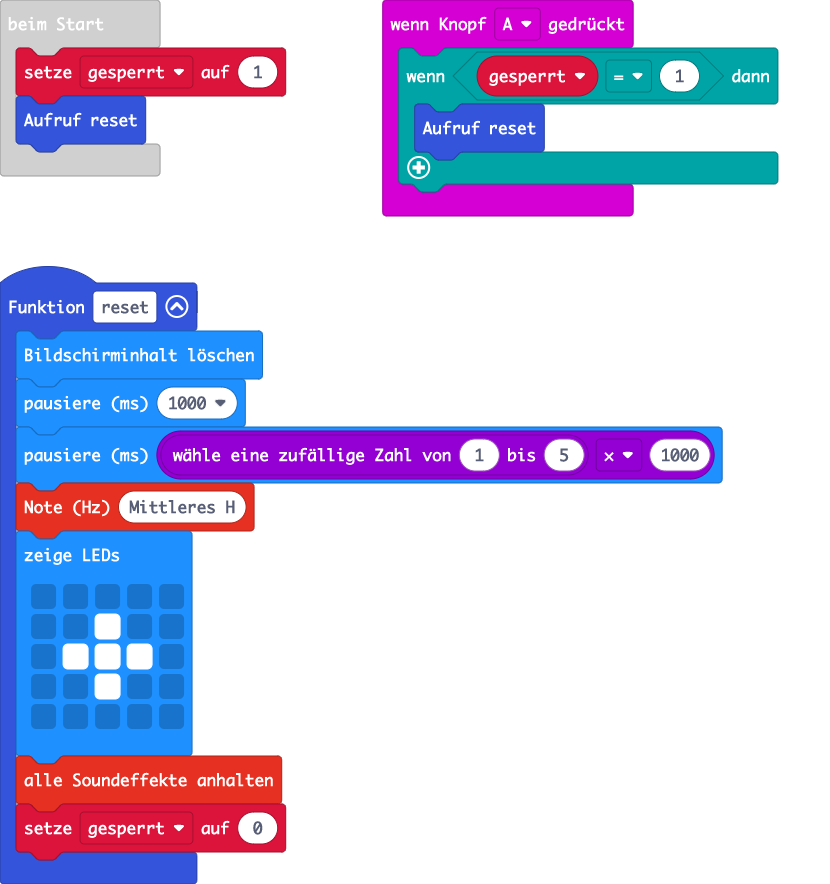 beim Start
setze gesperrt auf 1
Aufruf reset
wenn Knopf A gedrückt
wenn gesperrt = 1 dann
Aufruf reset
Funktion reset
Bildschirminhalt löschen
pausiere (ms) 1000
pausiere (ms) wähle eine zufällige Zahl von 1 bis 5 × 1000
Note (Hz) Mittleres H
zeige LEDs
alle Soundeffekte anhalten
setze gesperrt auf 0